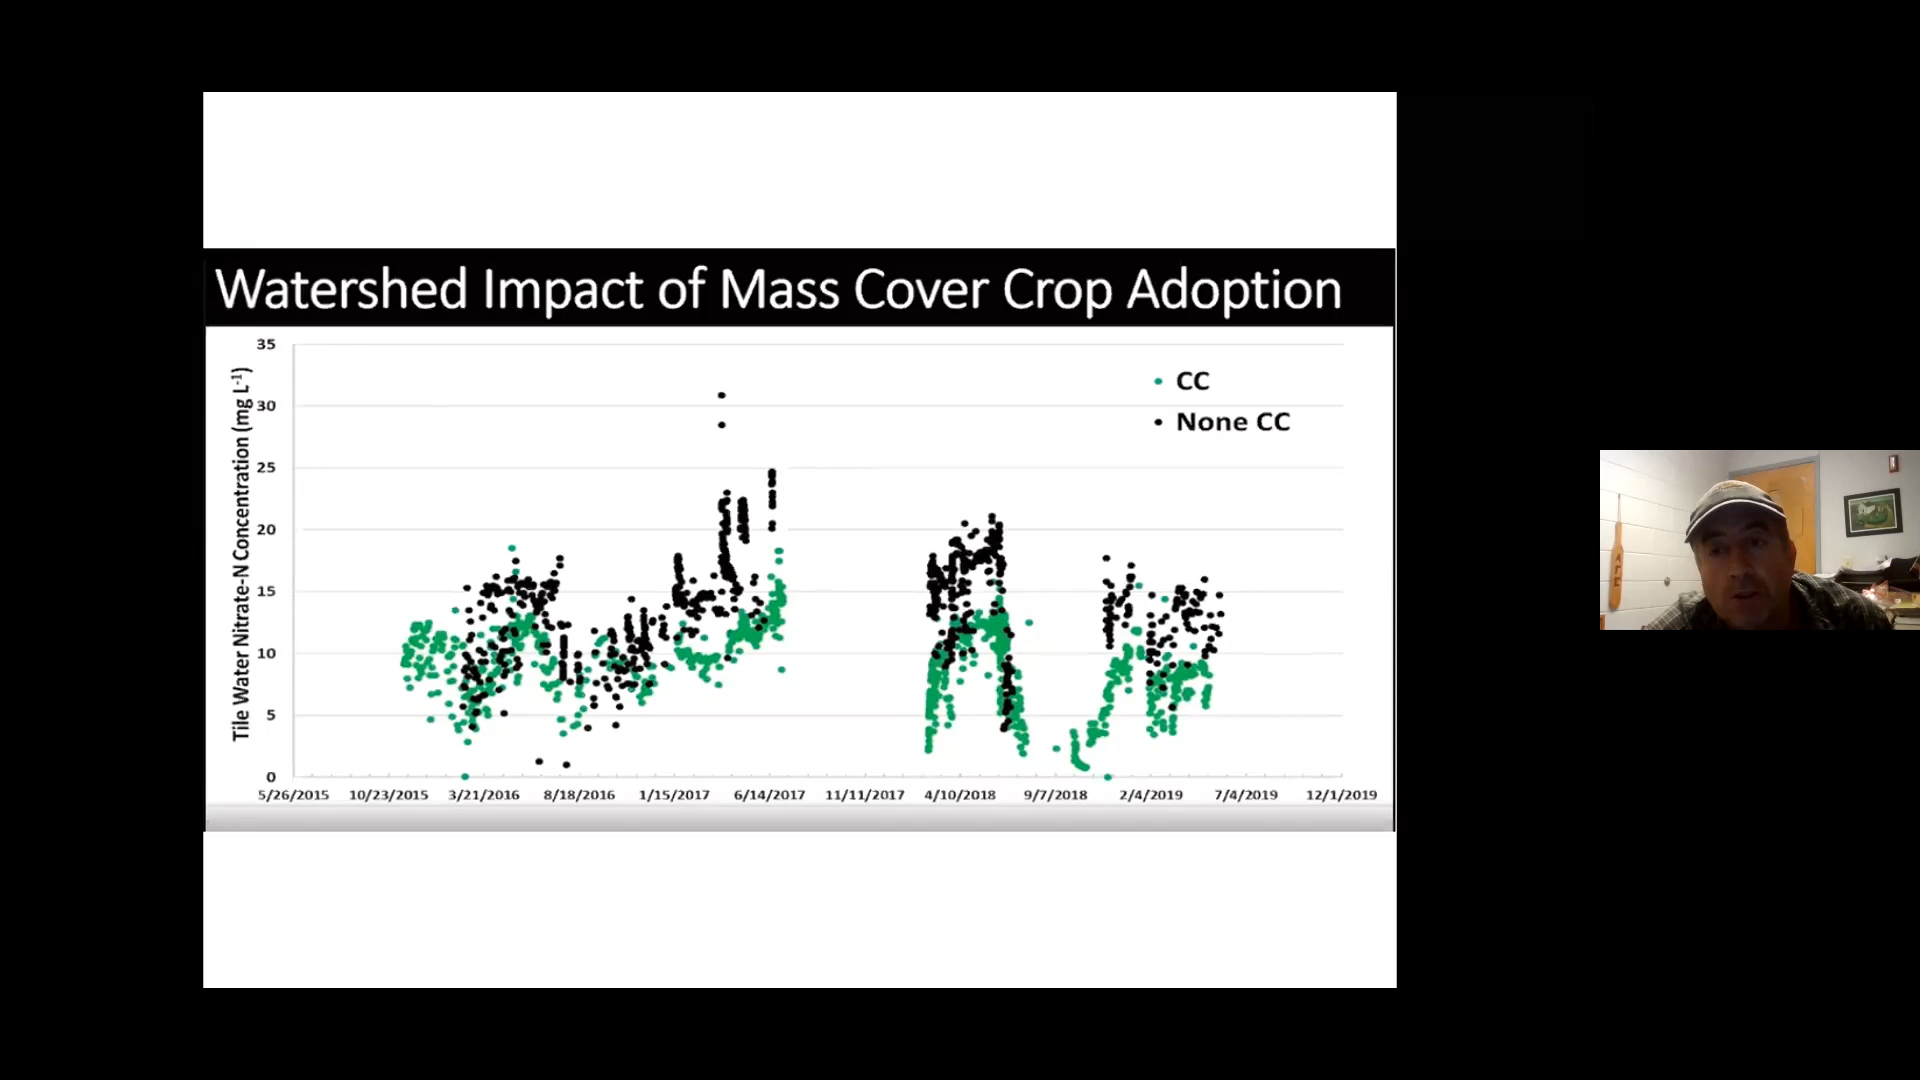 Watershed Impact of Mass Cover Crop Adoption
Tile Water Nitrate-N Concentration (mg L-1)
35
30
25
20
15
10
5
0
CC
None CC
5/26/2015 10/23/2015 3/21/2016 8/18/2016 1/15/2017 6/14/2017 11/11/2017 4/10/2018 9/7/2018 2/4/2019 7/4/2019 12/1/2019